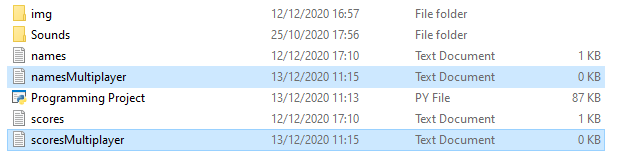 img 12/12/2020 16:57 File folder
Sounds 25/10/2020 17:56 File folder
names 12/12/2020 17:10 Text Document 1 KB
namesMultiplayer 13/12/2020 11:15 Text Document 0 KB
Programming Project 13/12/2020 11:13 PY File 87 KB
scores 12/12/2020 17:10 Text Document 1 KB
scoresMultiplayer 13/12/2020 11:15 Text Document 0 KB